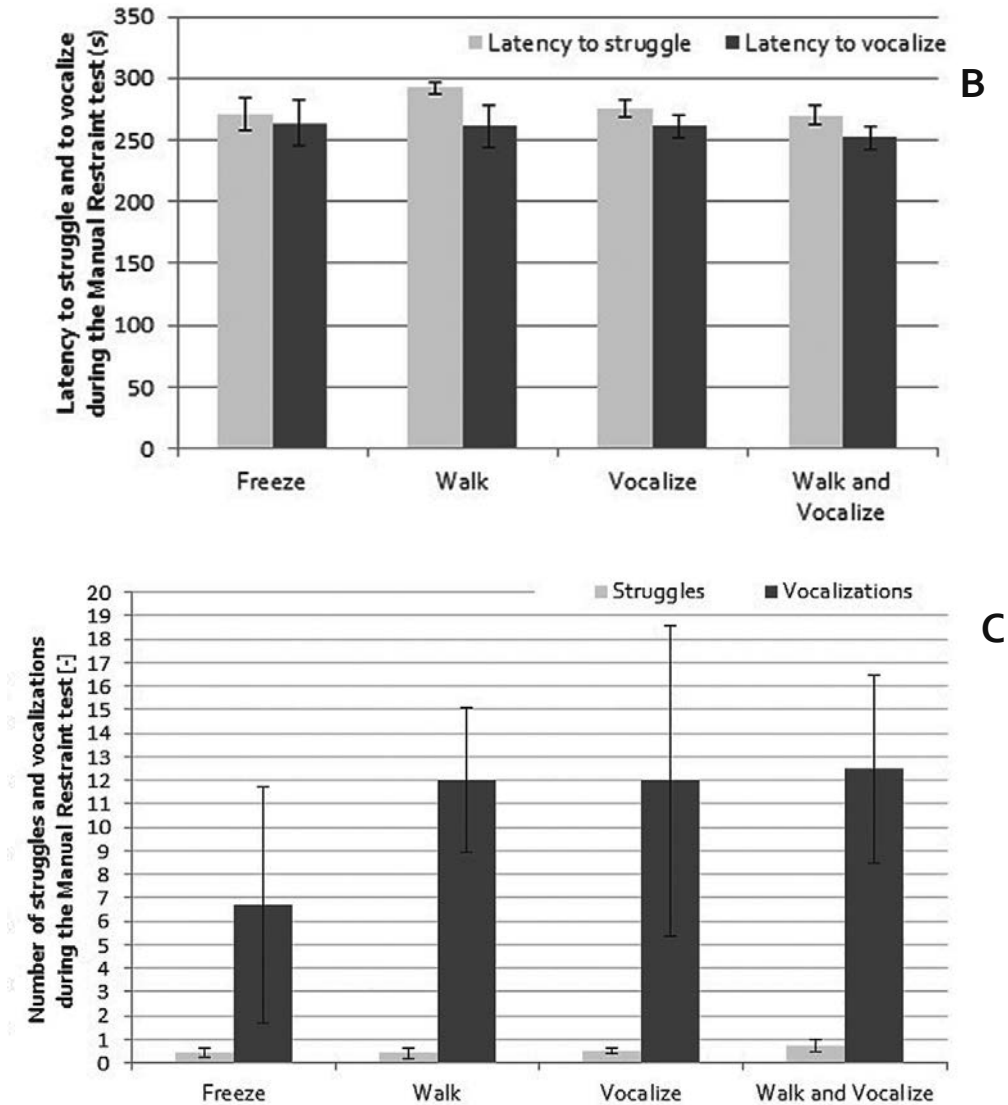 350
300
250
200
150
100
50
0
Latency to struggle and to vocalize
during the Manual Restraint test (s)
Latency to struggle
Latency to vocalize
B
Freeze
Walk
Vocalize
Walk and
Vocalize
20
19
18
17
16
15
14
13
12
11
10
9
8
7
6
5
4
3
2
1
0
Number of struggles and vocalizations
during the Manual Restraint test [-]
Struggles
Vocalizations
C
Freeze
Walk
Vocalize
Walk and Vocalize